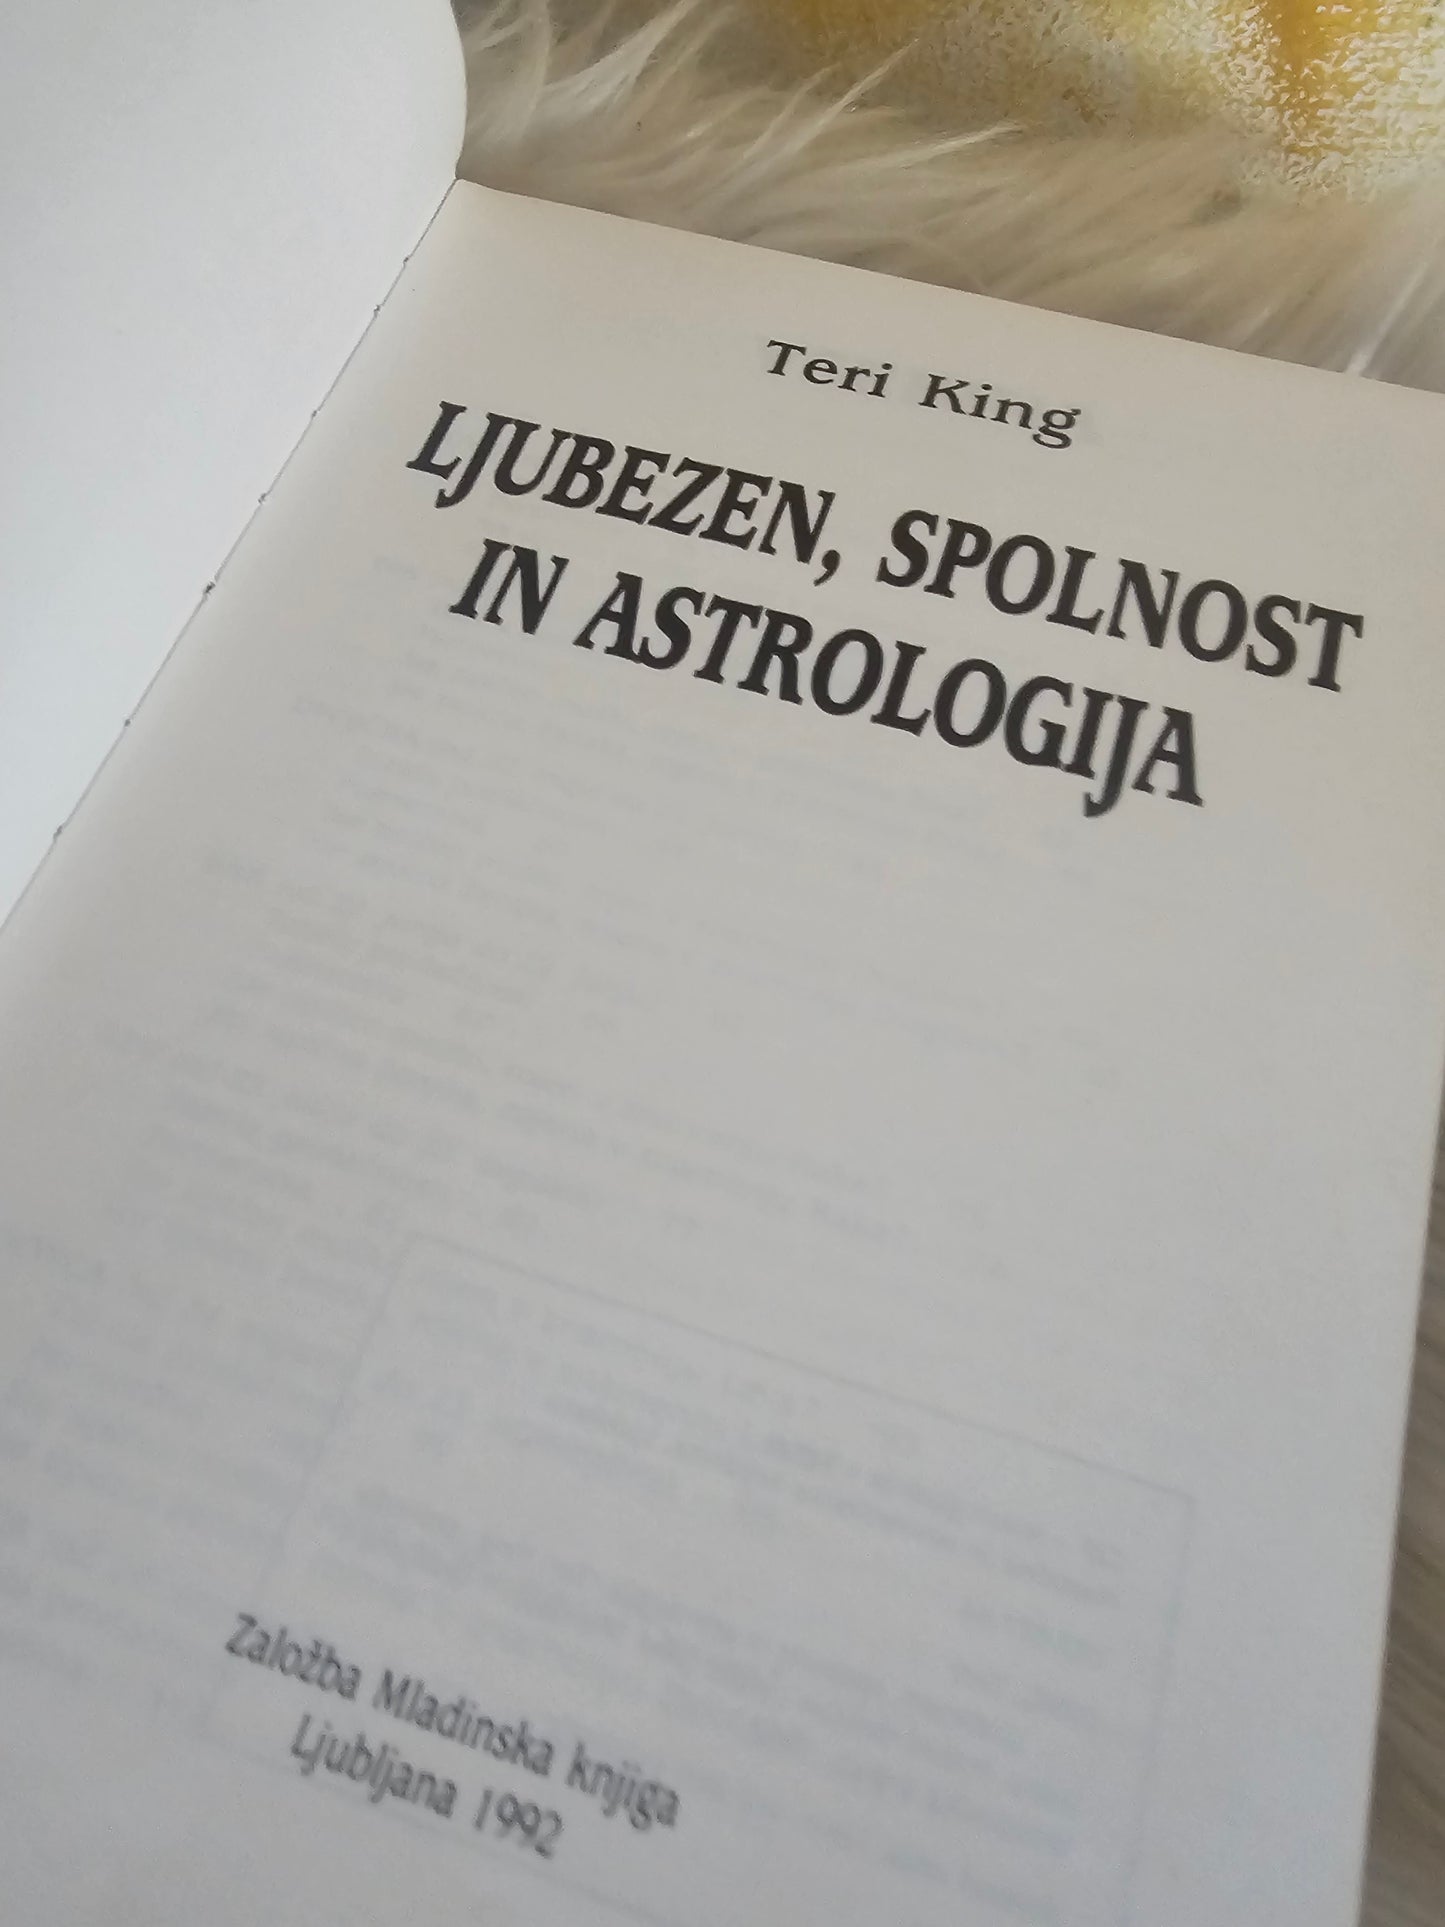 Teri King
LJUBEZEN, SPOLNOST
IN ASTROLOGIJA
Založba Mladinska knjiga
Ljubljana 1992